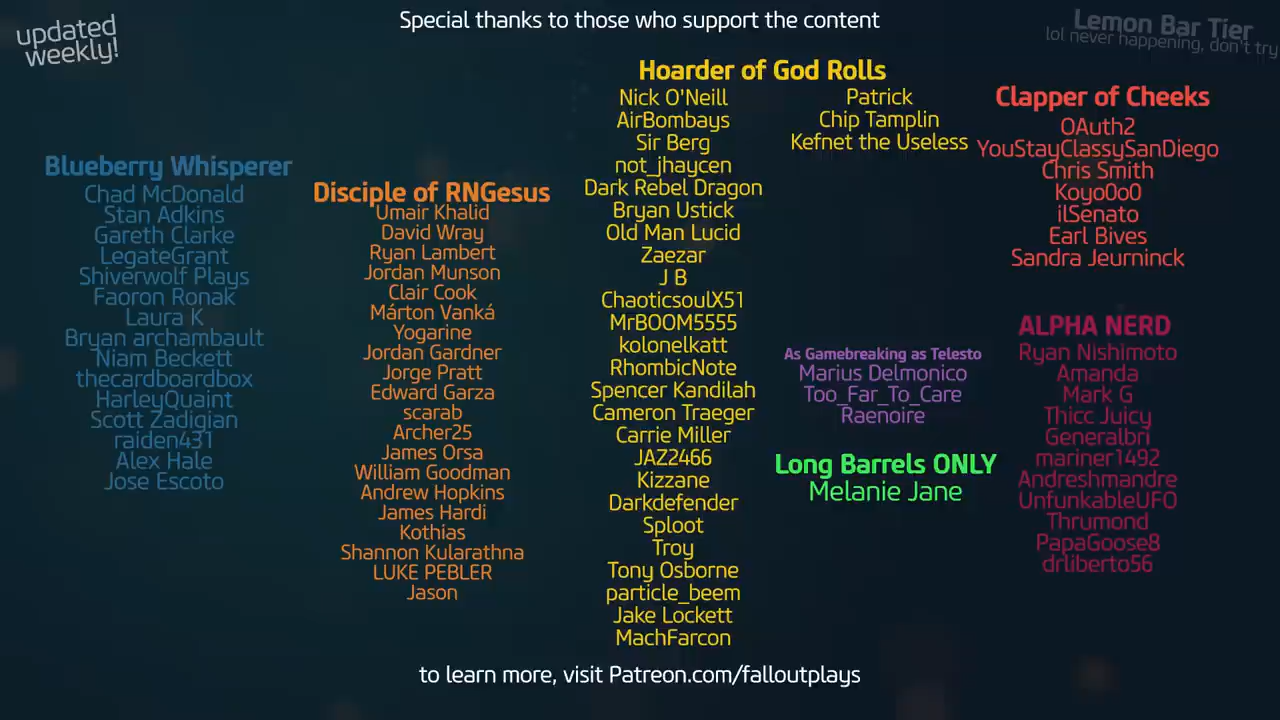 updated
weekly!
Special thanks to those who support the content
Lemon Bar Tier
lol never happening, don't try
Blueberry Whisperer
Chad McDonald
Stan Adkins
Gareth Clarke
LegateGrant
Shiverwolf Plays
Faoron Ronak
Laura K
Bryan archambault
Niam Beckett
thecardboardbox
HarleyQuaint
Scott Zadigian
raiden431
Alex Hale
Jose Escoto
Disciple of RNGesus
Umair Khalid
David Wray
Ryan Lambert
Jordan Munson
Clair Cook
Márton Vanká
Yogarine
Jordan Gardner
Jorge Pratt
Edward Garza
scarab
Archer25
James Orsa
William Goodman
Andrew Hopkins
James Hardi
Kothias
Shannon Kularathna
LUKE PEBLER
Jason
Hoarder of God Rolls
Nick O'Neill
AirBombays
Sir Berg
not_jhaycen
Dark Rebel Dragon
Bryan Ustick
Old Man Lucid
Zaezar
J B
ChaoticsoulX51
MrBOOM5555
kolonelkatt
RhombicNote
Spencer Kandilah
Cameron Traeger
Carrie Miller
JAZ2466
Kizzane
Darkdefender
Sploot
Troy
Tony Osborne
particle_beem
Jake Lockett
MachFarcon
Patrick
Chip Tamplin
Kefnet the Useless
As Gamebreaking as Telesto
Marius Delmonico
Too_Far_To_Care
Raenoire
Long Barrels ONLY
Melanie Jane
Clapper of Cheeks
OAuth2
YouStayClassySanDiego
Chris Smith
Koyo0o0
ilSenato
Earl Bives
Sandra Jeurninck
ALPHA NERD
Ryan Nishimoto
Amanda
Mark G
Thicc Juicy
Generalbri
mariner1492
Andreshmandre
UnfunkableUFO
Thrumond
PapaGoose8
drliberto56
to learn more, visit Patreon.com/falloutplays